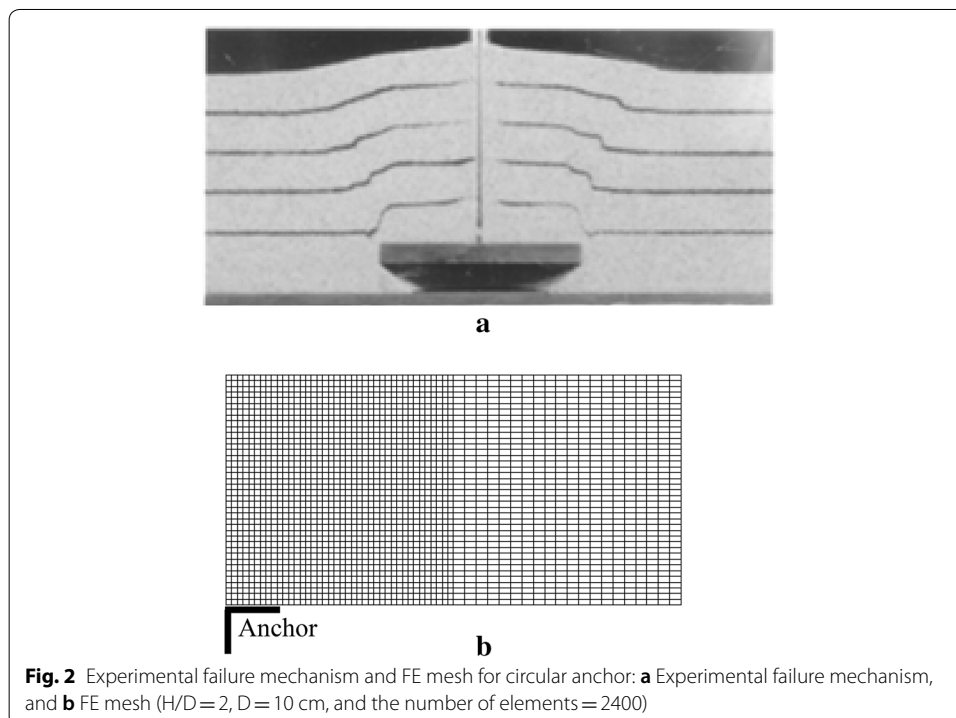 a
Anchor
b
Fig. 2 Experimental failure mechanism and FE mesh for circular anchor: a Experimental failure mechanism,
and b FE mesh (H/D = 2, D = 10 cm, and the number of elements = 2400)